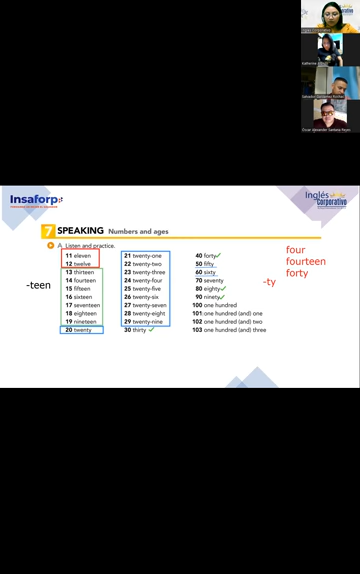 Inglés
Corporativo
Insaforp
Inglés
Corporativo
7 SPEAKING Numbers and ages
A Listen and practice.
11 eleven
12 twelve
13 thirteen
14 fourteen
15 fifteen
16 sixteen
17 seventeen
18 eighteen
19 nineteen
20 twenty
21 twenty-one
22 twenty-two
23 twenty-three
24 twenty-four
25 twenty-five
26 twenty-six
27 twenty-seven
28 twenty-eight
29 twenty-nine
30 thirty
40 forty
50 fifty
60 sixty
70 seventy
80 eighty
90 ninety
100 one hundred
101 one hundred (and) one
102 one hundred (and) two
103 one hundred (and) three
-teen
-ty
four
fourteen
forty